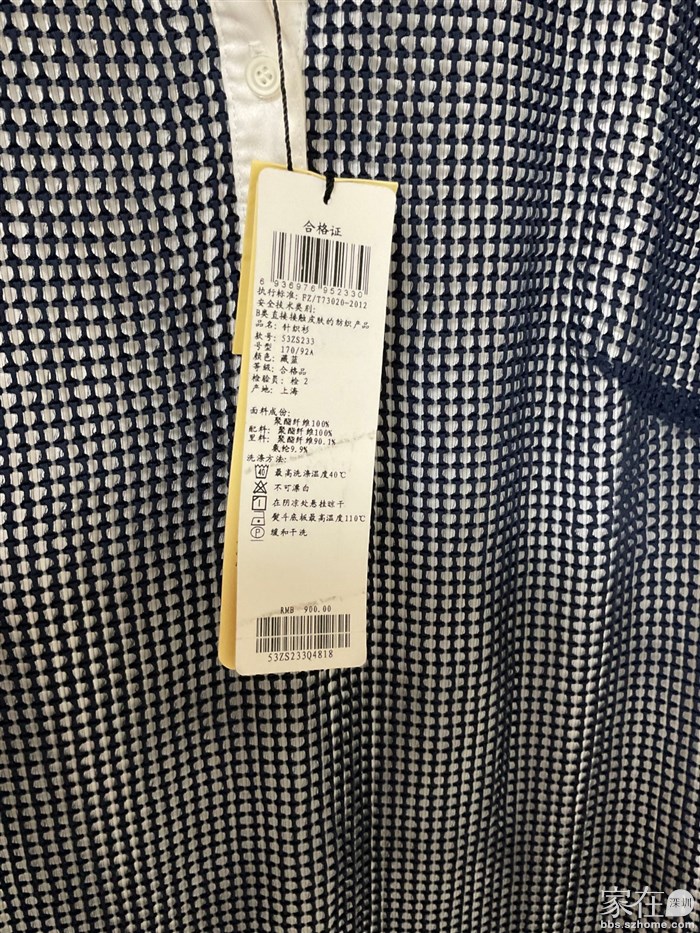 合格证
6 936976 952330
执行标准: FZ/T73020-2012
安全技术类别:
B类直接接触皮肤的纺织产品
品名: 针织衫
款号: 53ZS233
号型 170/92A
颜色: 藏蓝
等级: 合格品
检验员: 检 2
产地: 上海
面料成份:
聚酯纤维100%
配料: 聚酯纤维100%
里料: 聚酯纤维90.1%
氨纶9.9%
洗涤方法:
40 最高洗涤温度40℃
不可漂白
在阴凉处悬挂晾干
熨斗底板最高温度110℃
P 缓和干洗
RMB 900.00
53ZS233Q4818
家在深圳
bbs.szhome.com